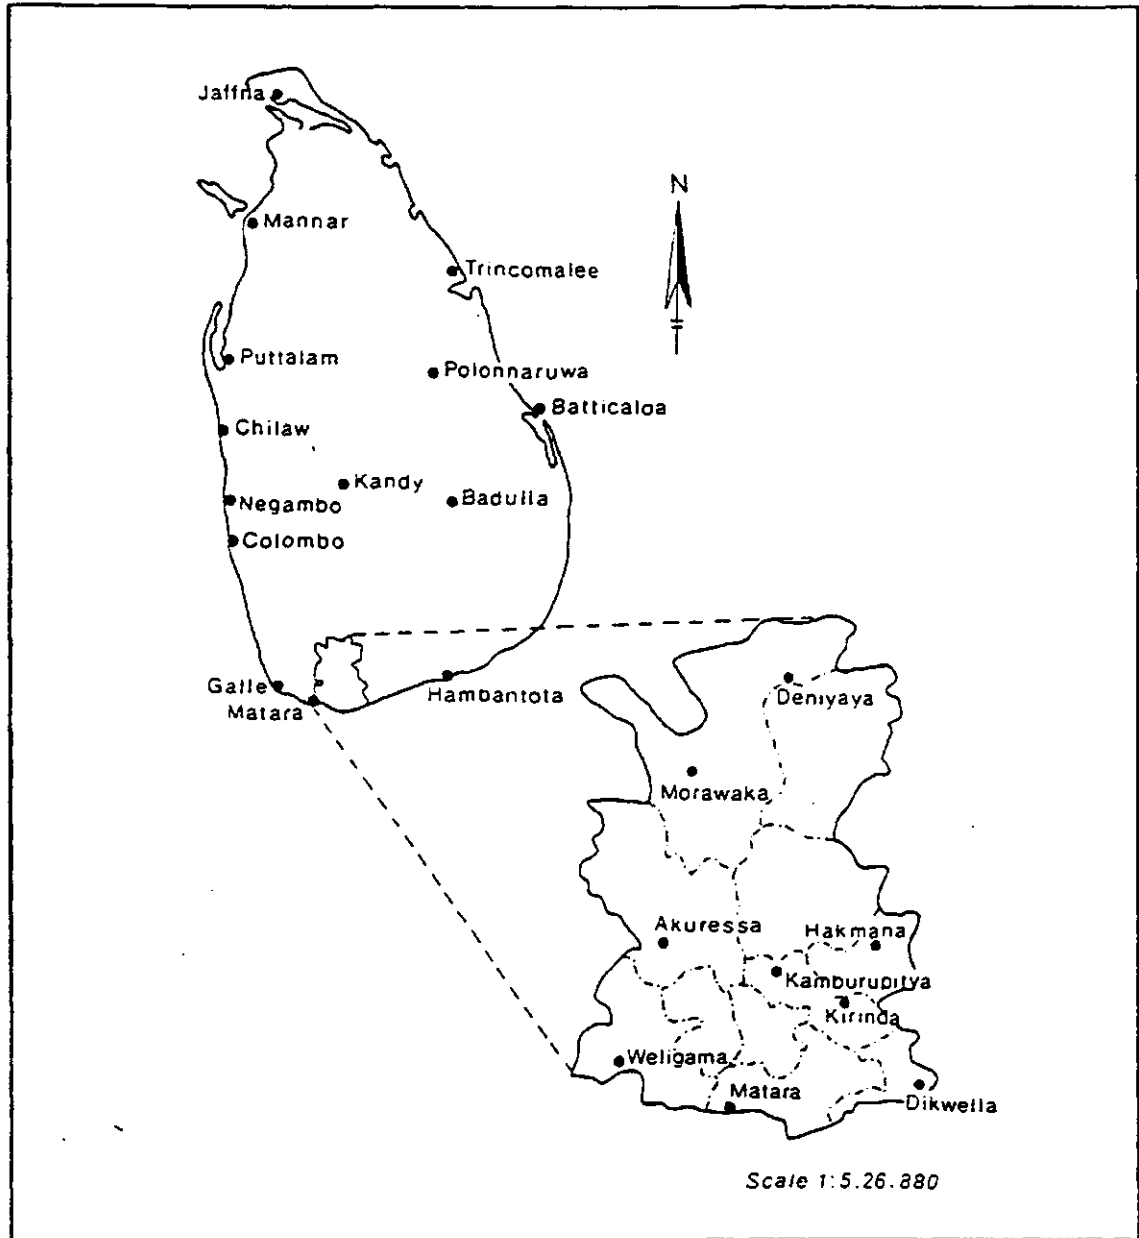 Jaffna
N
Mannar
Trincomalee
Puttalam
Polonnaruwa
Batticaloa
Chilaw
Kandy
Badulla
Negambo
Colombo
Galle
Hambantota
Matara
Deniyaya
Morawaka
Akuressa
Hakmana
Kamburupitya
Kirinda
Weligama
Matara
Dikwella
Scale 1:5.26.880